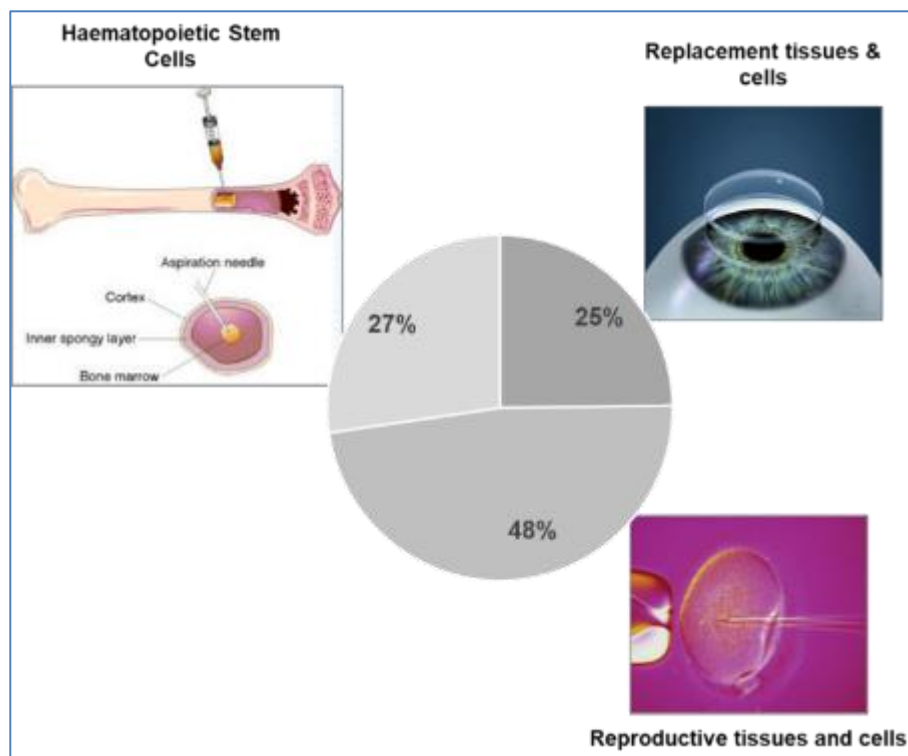 Haematopoietic Stem
Cells
Replacement tissues &
cells
Aspiration needle
Cortex
Inner spongy layer
Bone marrow
27%
25%
48%
Reproductive tissues and cells